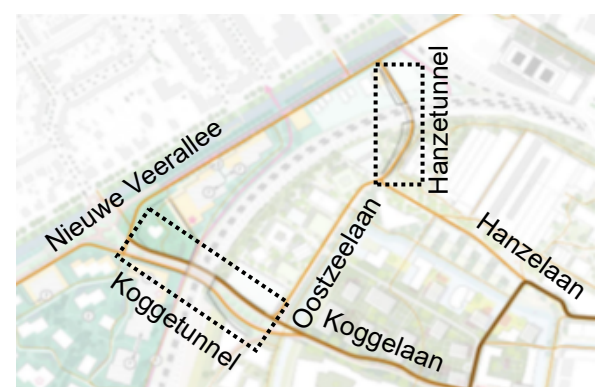 Nieuwe Veerallee
Hanzetunnel
Hanzelaan
Oostzeelaan
Koggetunnel
Koggelaan